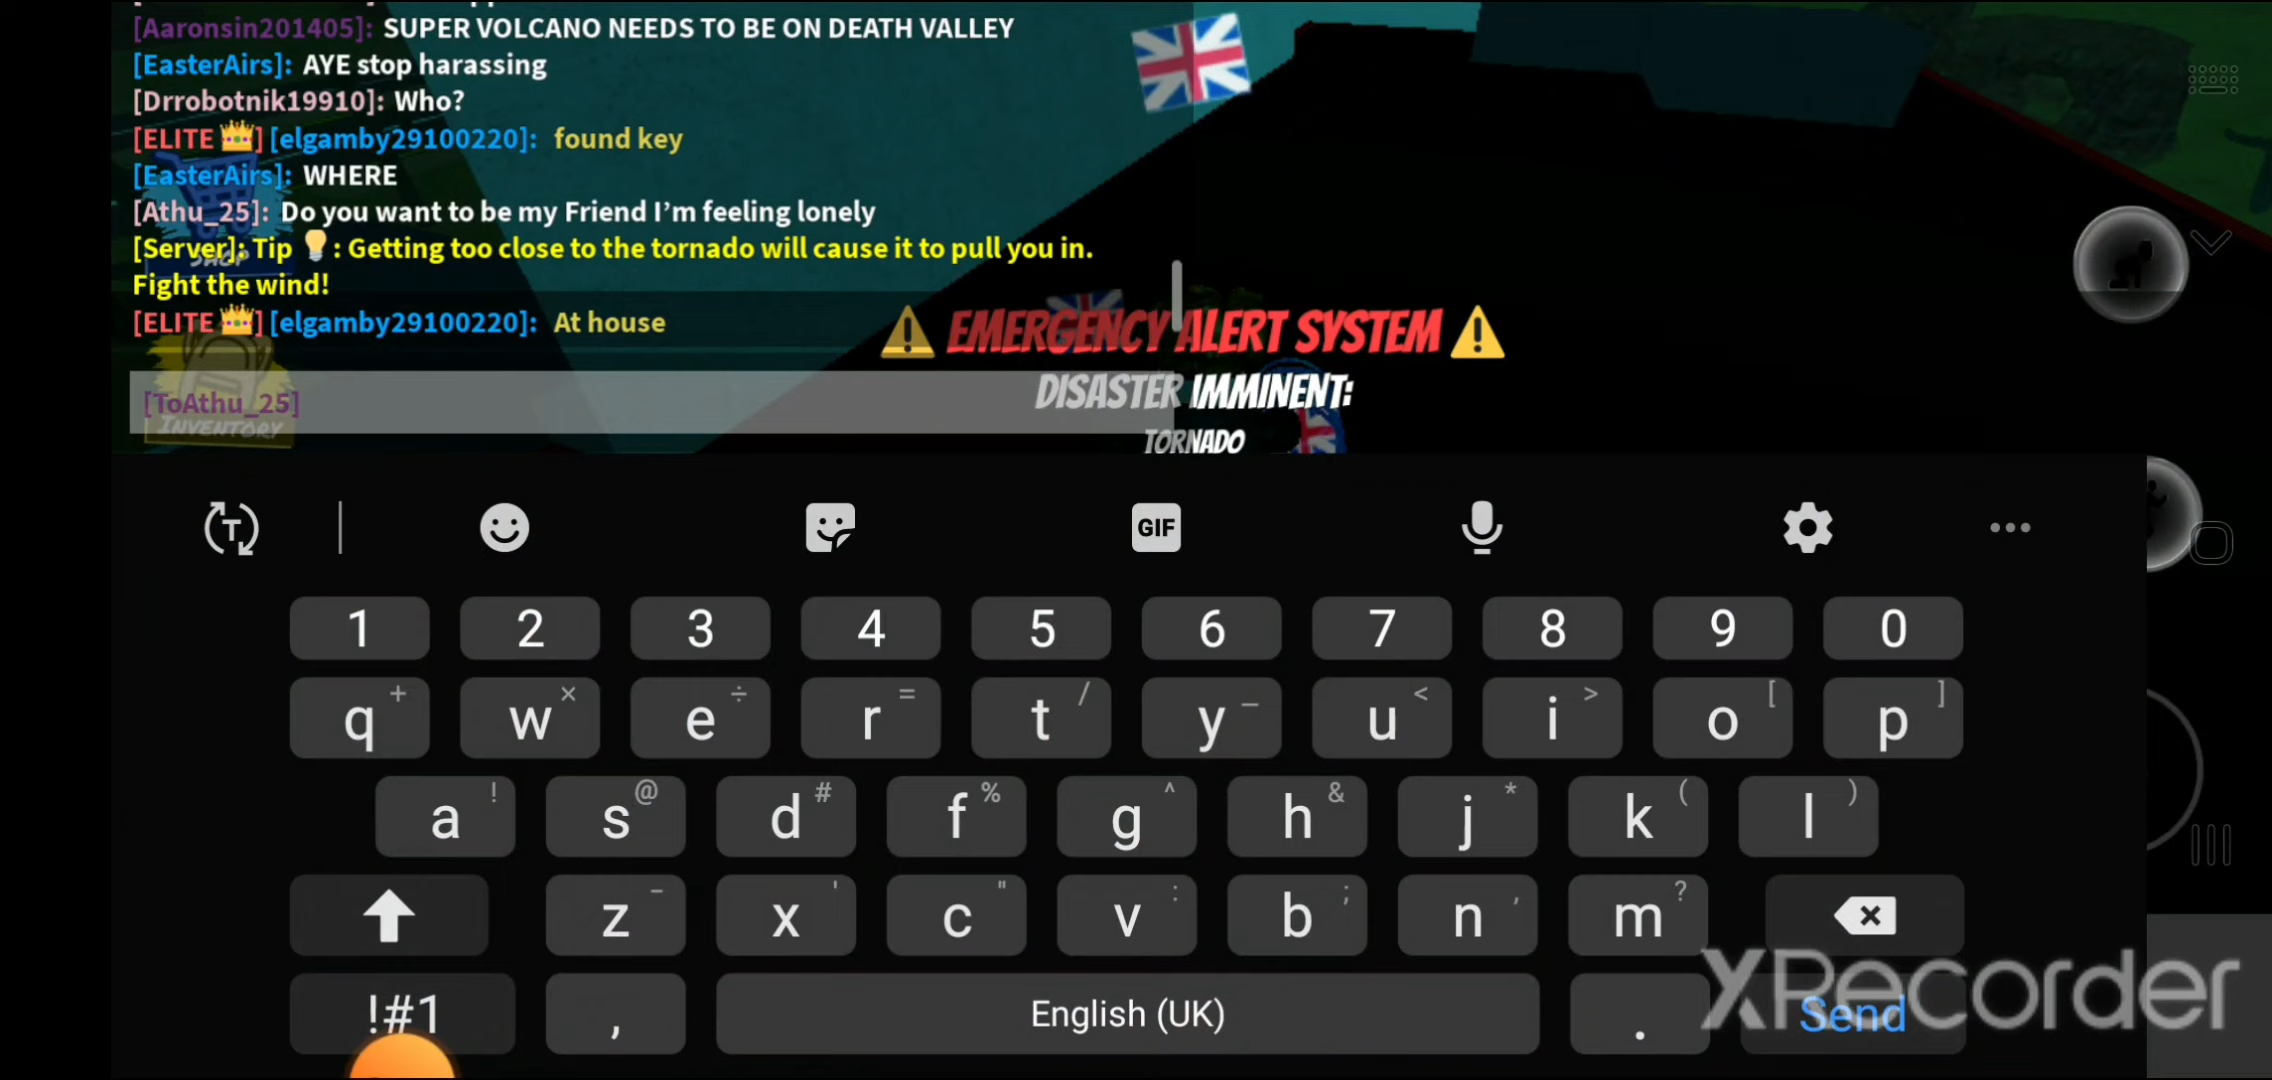 [Aaronsin201405]: SUPER VOLCANO NEEDS TO BE ON DEATH VALLEY
[EasterAirs]: AYE stop harassing
[Drrobotnik19910]: Who?
[ELITE 👑] [elgamby29100220]: found key
[EasterAirs]: WHERE
[Athu_25]: Do you want to be my Friend I'm feeling lonely
[Server]: Tip 💡: Getting too close to the tornado will cause it to pull you in.
SHOP
Fight the wind!
[ELITE 👑] [elgamby29100220]: At house
⚠️ EMERGENCY ALERT SYSTEM ⚠️
DISASTER IMMINENT:
[ToAthu_25]
INVENTORY
TORNADO
T
GIF
1 2 3 4 5 6 7 8 9 0
+ × ÷ = / _ < > [ ]
q w e r t y u i o p
! @ # % ^ & * ( )
a s d f g h j k l
- ' " : ; , ?
z x c v b n m
!#1 , English (UK) . Send
XRecorder